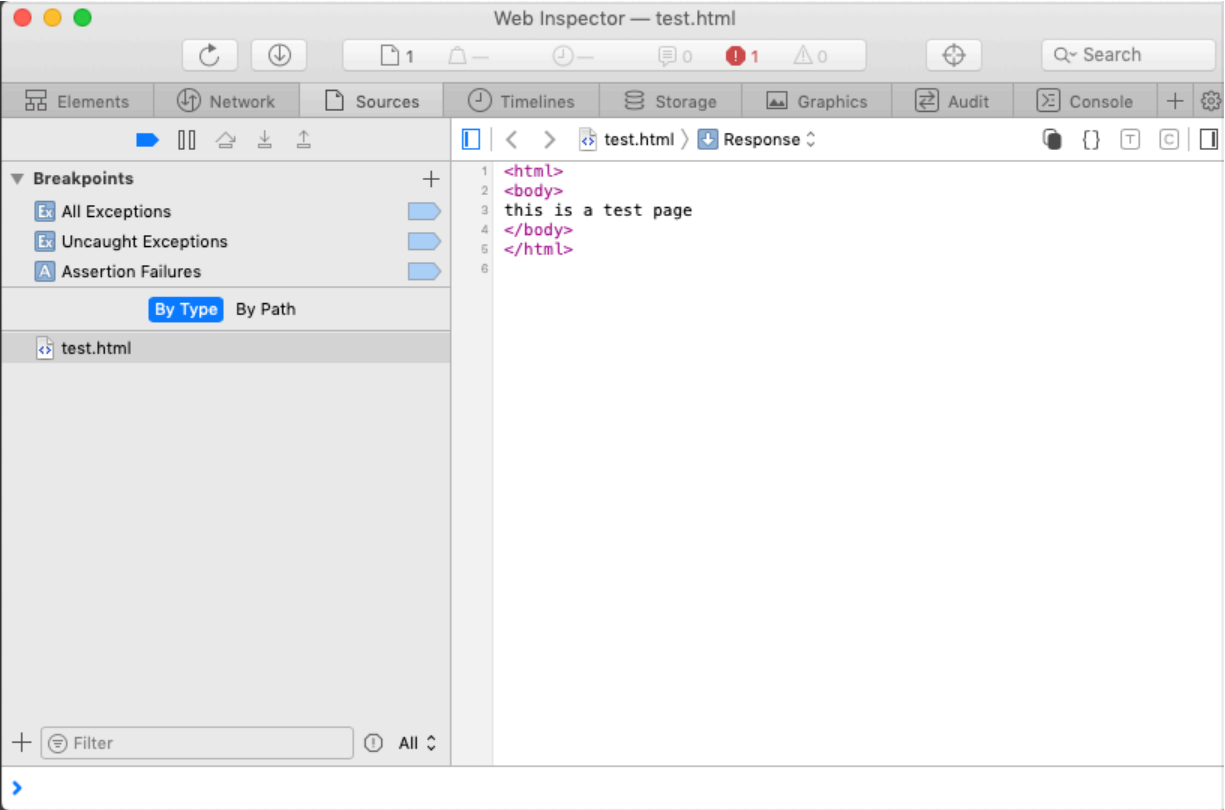 Web Inspector — test.html
1 — — 0 1 0 Search
Elements Network Sources Timelines Storage Graphics Audit Console
test.html Response {} T C
Breakpoints
Ex All Exceptions
Ex Uncaught Exceptions
A Assertion Failures
By Type By Path
test.html
1 <html>
2 <body>
3 this is a test page
4 </body>
5 </html>
6
Filter All